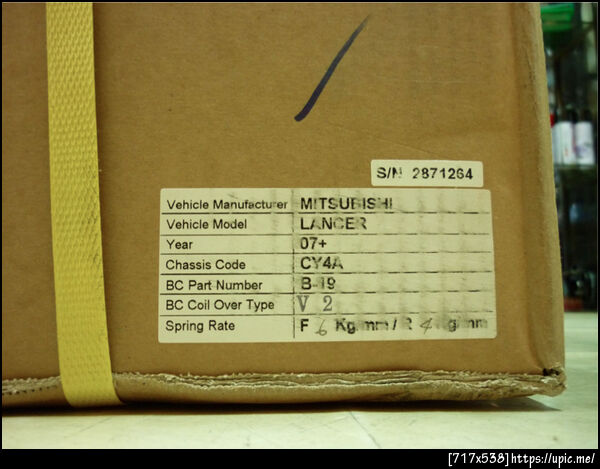 S/N 2871264
Vehicle Manufacturer MITSUBISHI
Vehicle Model LANCER
Year 07+
Chassis Code CY4A
BC Part Number B-19
BC Coil Over Type V 2
Spring Rate F 6 Kg/mm / R 4 Kg/mm
[717x538]https://upic.me/